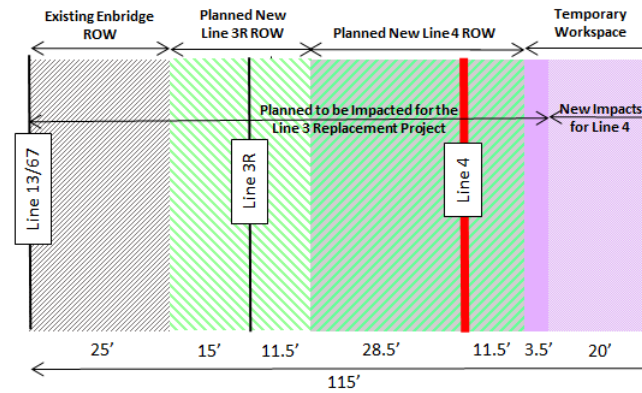 Existing Enbridge
ROW
Planned New
Line 3R ROW
Planned New Line 4 ROW
Temporary
Workspace
Planned to be Impacted for the
Line 3 Replacement Project
New Impacts
for Line 4
Line 13/67
Line 3R
Line 4
25’
15’
11.5’
28.5’
11.5’
3.5’
20’
115’